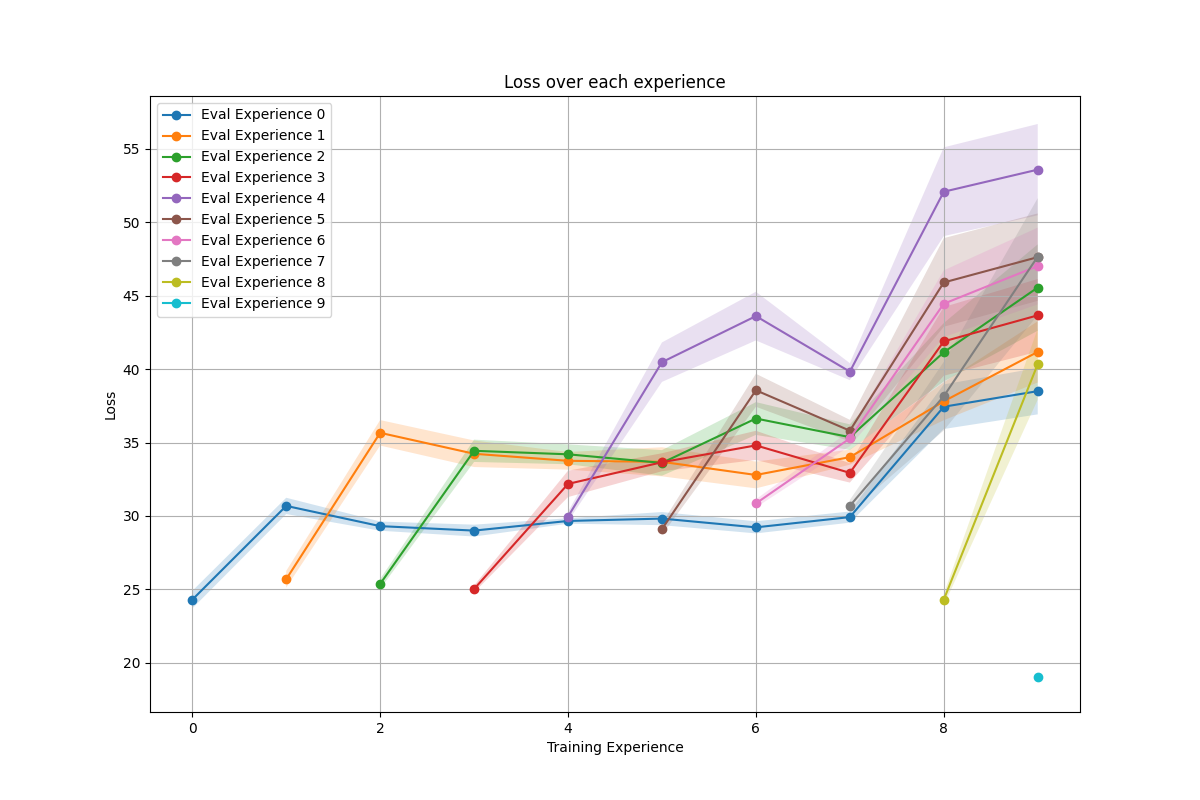 Loss over each experience
Eval Experience 0
Eval Experience 1
Eval Experience 2
Eval Experience 3
Eval Experience 4
Eval Experience 5
Eval Experience 6
Eval Experience 7
Eval Experience 8
Eval Experience 9
55
50
45
40
35
30
25
20
Loss
0 2 4 6 8
Training Experience